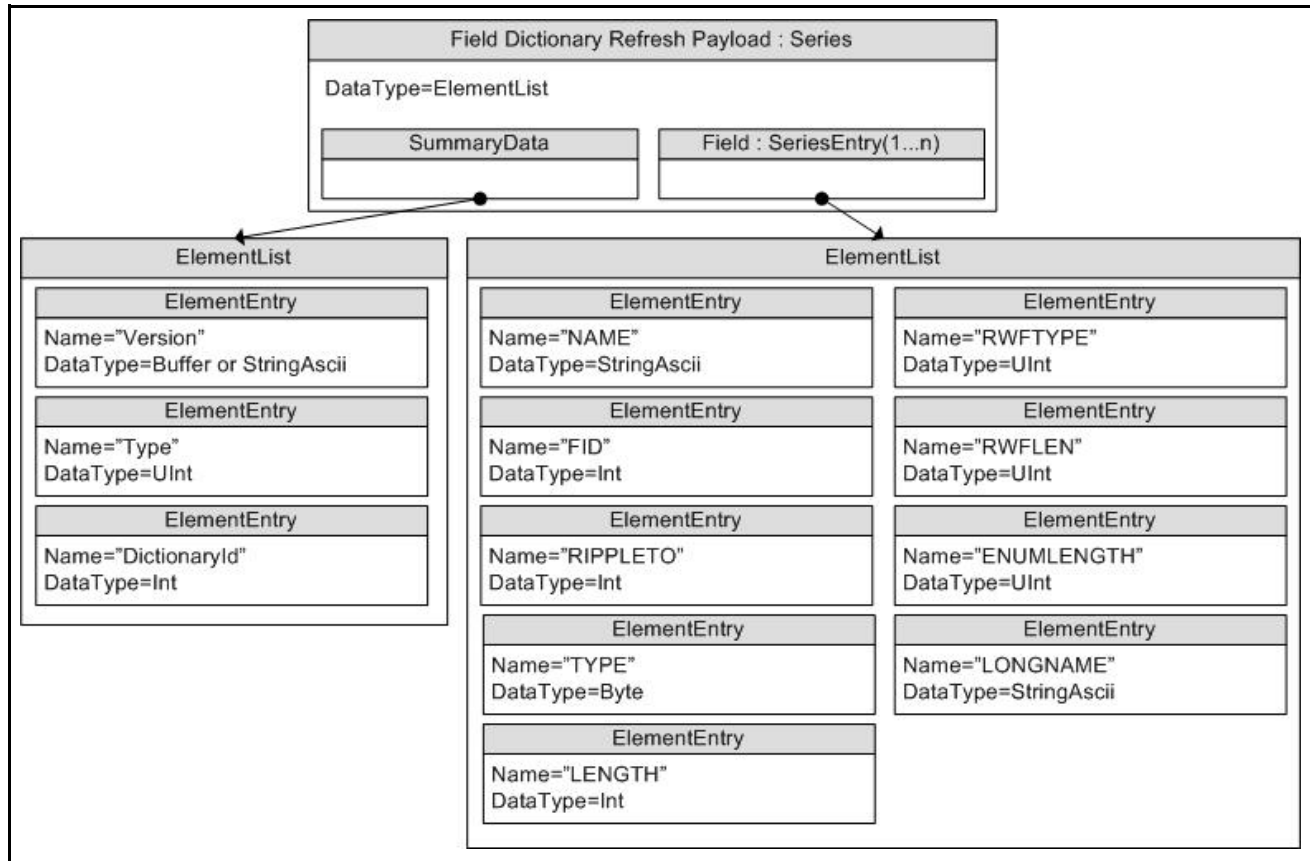 Field Dictionary Refresh Payload : Series
DataType=ElementList
SummaryData
Field : SeriesEntry(1...n)
ElementList
ElementEntry
Name=”Version”
DataType=Buffer or StringAscii
ElementEntry
Name=”Type”
DataType=UInt
ElementEntry
Name=”DictionaryId”
DataType=Int
ElementList
ElementEntry
Name=”NAME”
DataType=StringAscii
ElementEntry
Name=”FID”
DataType=Int
ElementEntry
Name=”RIPPLETO”
DataType=Int
ElementEntry
Name=”TYPE”
DataType=Byte
ElementEntry
Name=”LENGTH”
DataType=Int
ElementEntry
Name=”RWFTYPE”
DataType=UInt
ElementEntry
Name=”RWFLEN”
DataType=UInt
ElementEntry
Name=”ENUMLENGTH”
DataType=UInt
ElementEntry
Name=”LONGNAME”
DataType=StringAscii